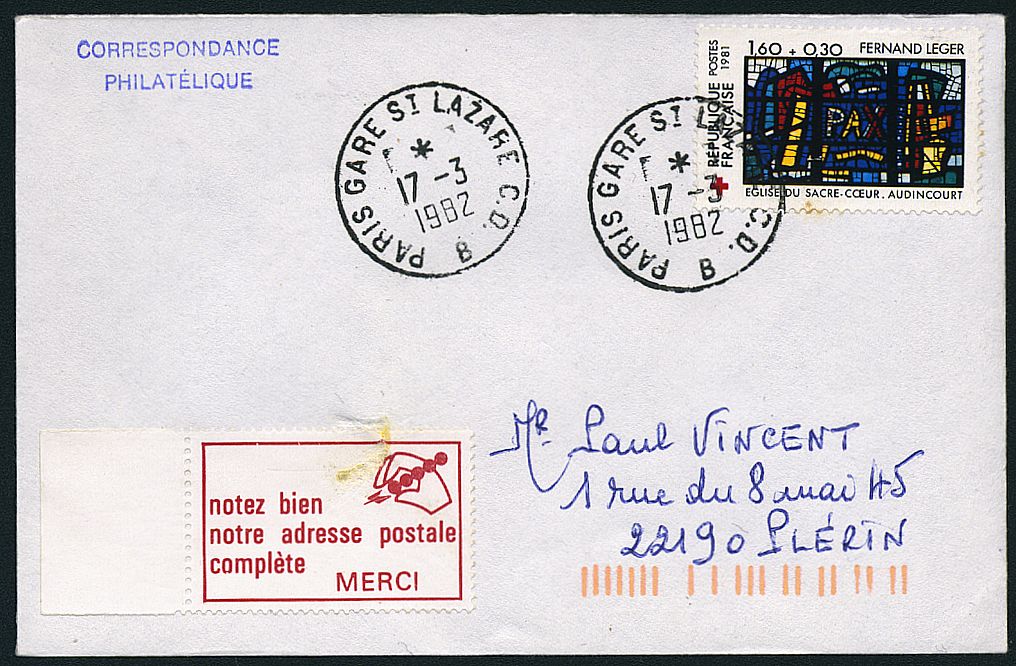 CORRESPONDANCE
PHILATÉLIQUE
PARIS GARE ST LAZARE C.D. B
*
17 -3
1982
PARIS GARE ST LAZARE C.D. B
*
17 -3
1982
RÉPUBLIQUE POSTES
FRANÇAISE 1981
1,60 + 0,30 FERNAND LEGER
PAX
EGLISE DU SACRE-CŒUR. AUDINCOURT
notez bien
notre adresse postale
complète
MERCI
Mr Paul VINCENT
1 rue du 8 mai 45
22190 PLÉRIN